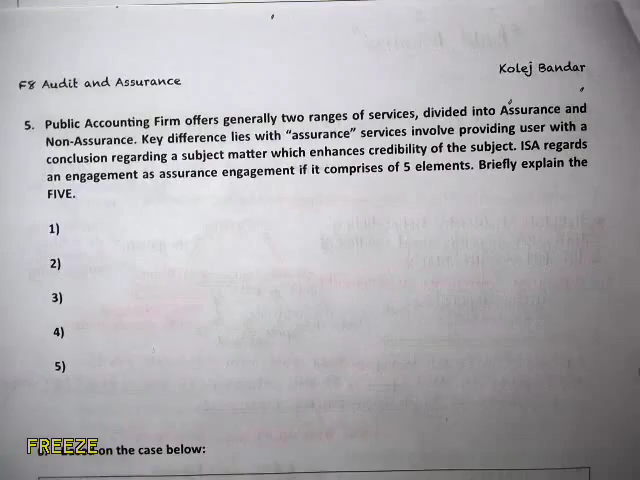 F8 Audit and Assurance
Kolej Bandar
5. Public Accounting Firm offers generally two ranges of services, divided into Assurance and
Non-Assurance. Key difference lies with "assurance" services involve providing user with a
conclusion regarding a subject matter which enhances credibility of the subject. ISA regards
an engagement as assurance engagement if it comprises of 5 elements. Briefly explain the
FIVE.
1)
2)
3)
4)
5)
FREEZE on the case below: